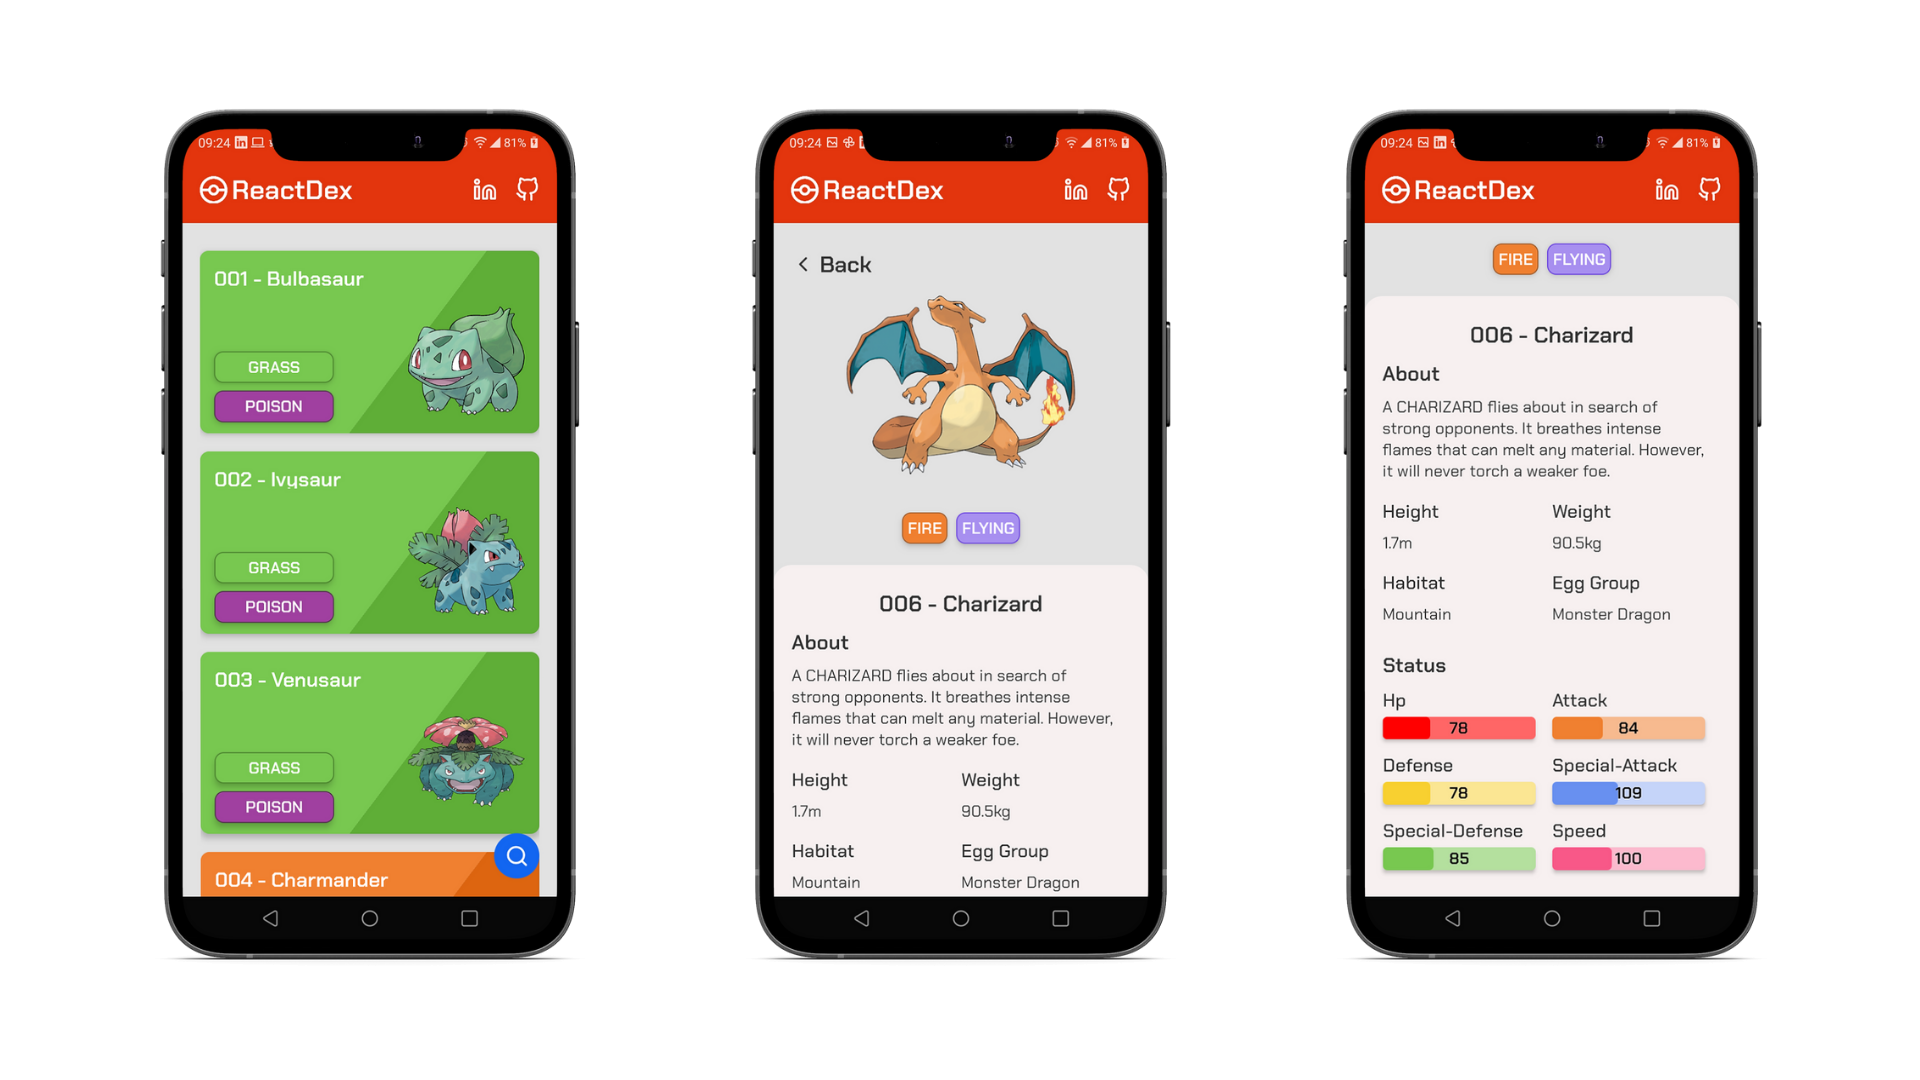 09:24
81%
ReactDex
001 - Bulbasaur
GRASS
POISON
002 - Ivysaur
GRASS
POISON
003 - Venusaur
GRASS
POISON
004 - Charmander
09:24
81%
ReactDex
Back
FIRE FLYING
006 - Charizard
About
A CHARIZARD flies about in search of
strong opponents. It breathes intense
flames that can melt any material. However,
it will never torch a weaker foe.
Height Weight
1.7m 90.5kg
Habitat Egg Group
Mountain Monster Dragon
09:24
81%
ReactDex
FIRE FLYING
006 - Charizard
About
A CHARIZARD flies about in search of
strong opponents. It breathes intense
flames that can melt any material. However,
it will never torch a weaker foe.
Height Weight
1.7m 90.5kg
Habitat Egg Group
Mountain Monster Dragon
Status
Hp Attack
78 84
Defense Special-Attack
78 109
Special-Defense Speed
85 100